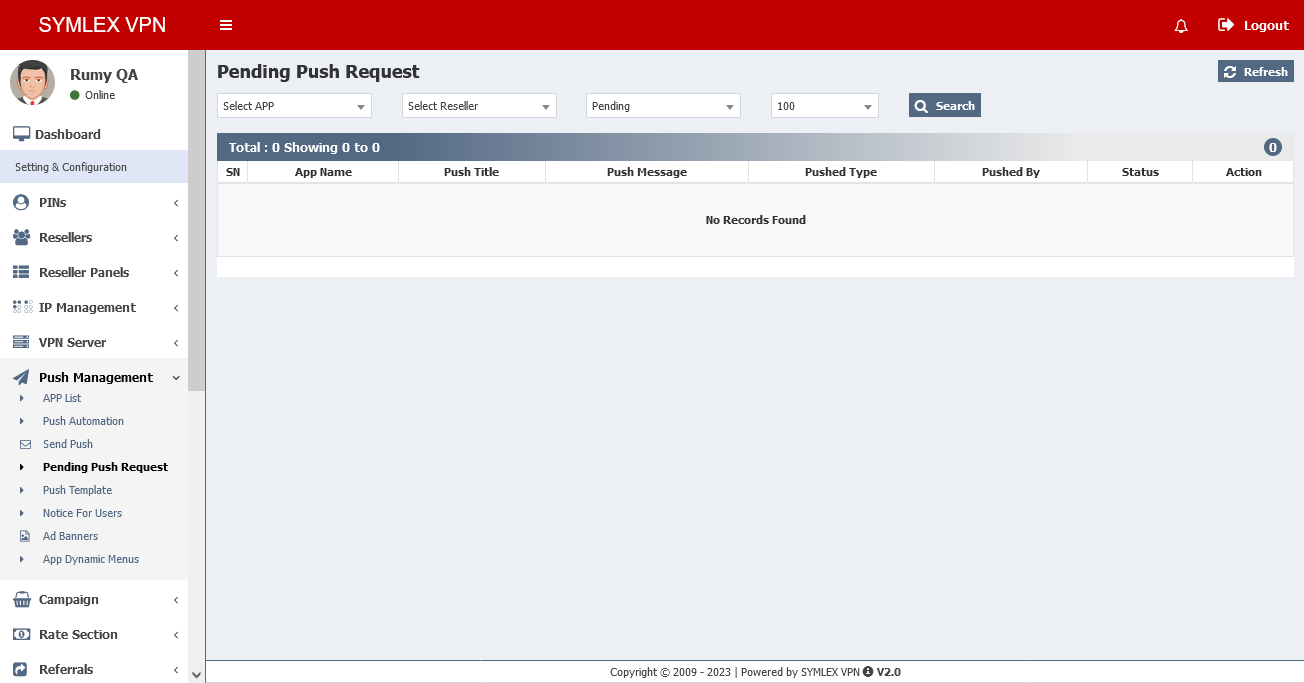 SYMLEX VPN
Logout
Rumy QA
Online
Dashboard
Setting & Configuration
PINs
Resellers
Reseller Panels
IP Management
VPN Server
Push Management
APP List
Push Automation
Send Push
Pending Push Request
Push Template
Notice For Users
Ad Banners
App Dynamic Menus
Campaign
Rate Section
Referrals
Pending Push Request
Refresh
Select APP Select Reseller Pending 100 Search
Total : 0 Showing 0 to 0 0
SN App Name Push Title Push Message Pushed Type Pushed By Status Action
No Records Found
Copyright © 2009 - 2023 | Powered by SYMLEX VPN V2.0